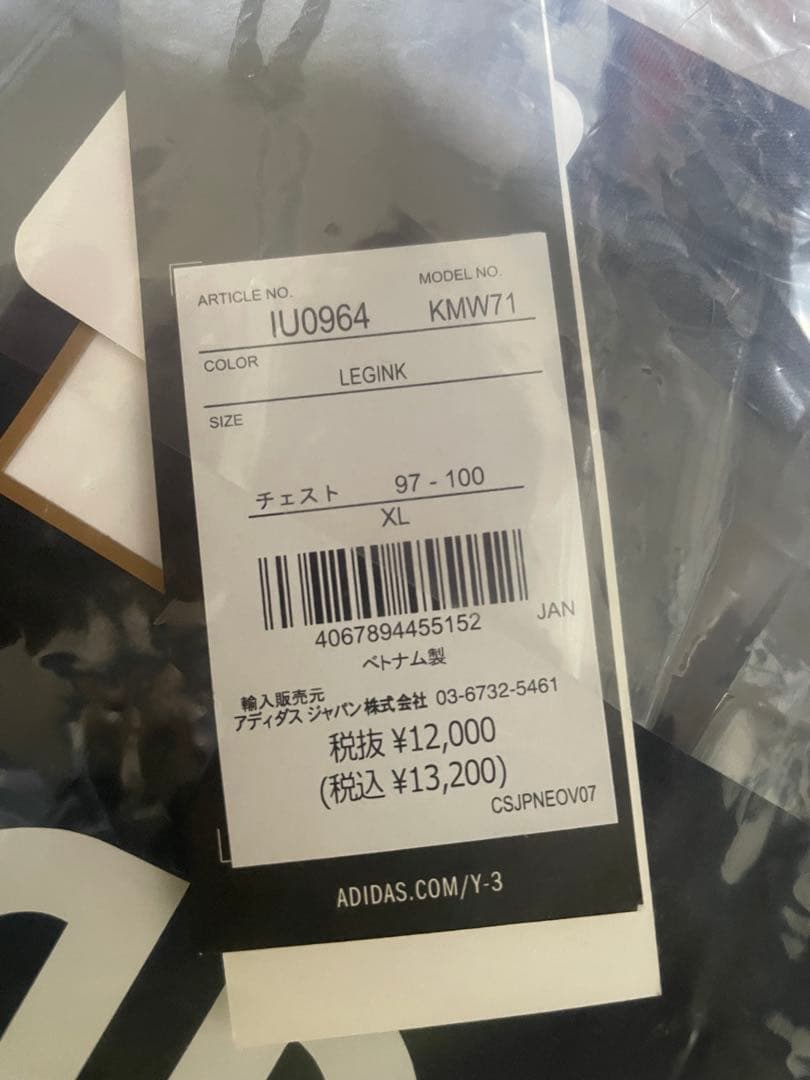 ARTICLE NO. MODEL NO.
IU0964 KMW71
COLOR
LEGINK
SIZE
チェスト 97 - 100
XL
4067894455152 JAN
ベトナム製
輸入販売元
アディダス ジャパン株式会社 03-6732-5461
税抜 ¥12,000
(税込 ¥13,200)
CSJPNEOV07
ADIDAS.COM/Y-3